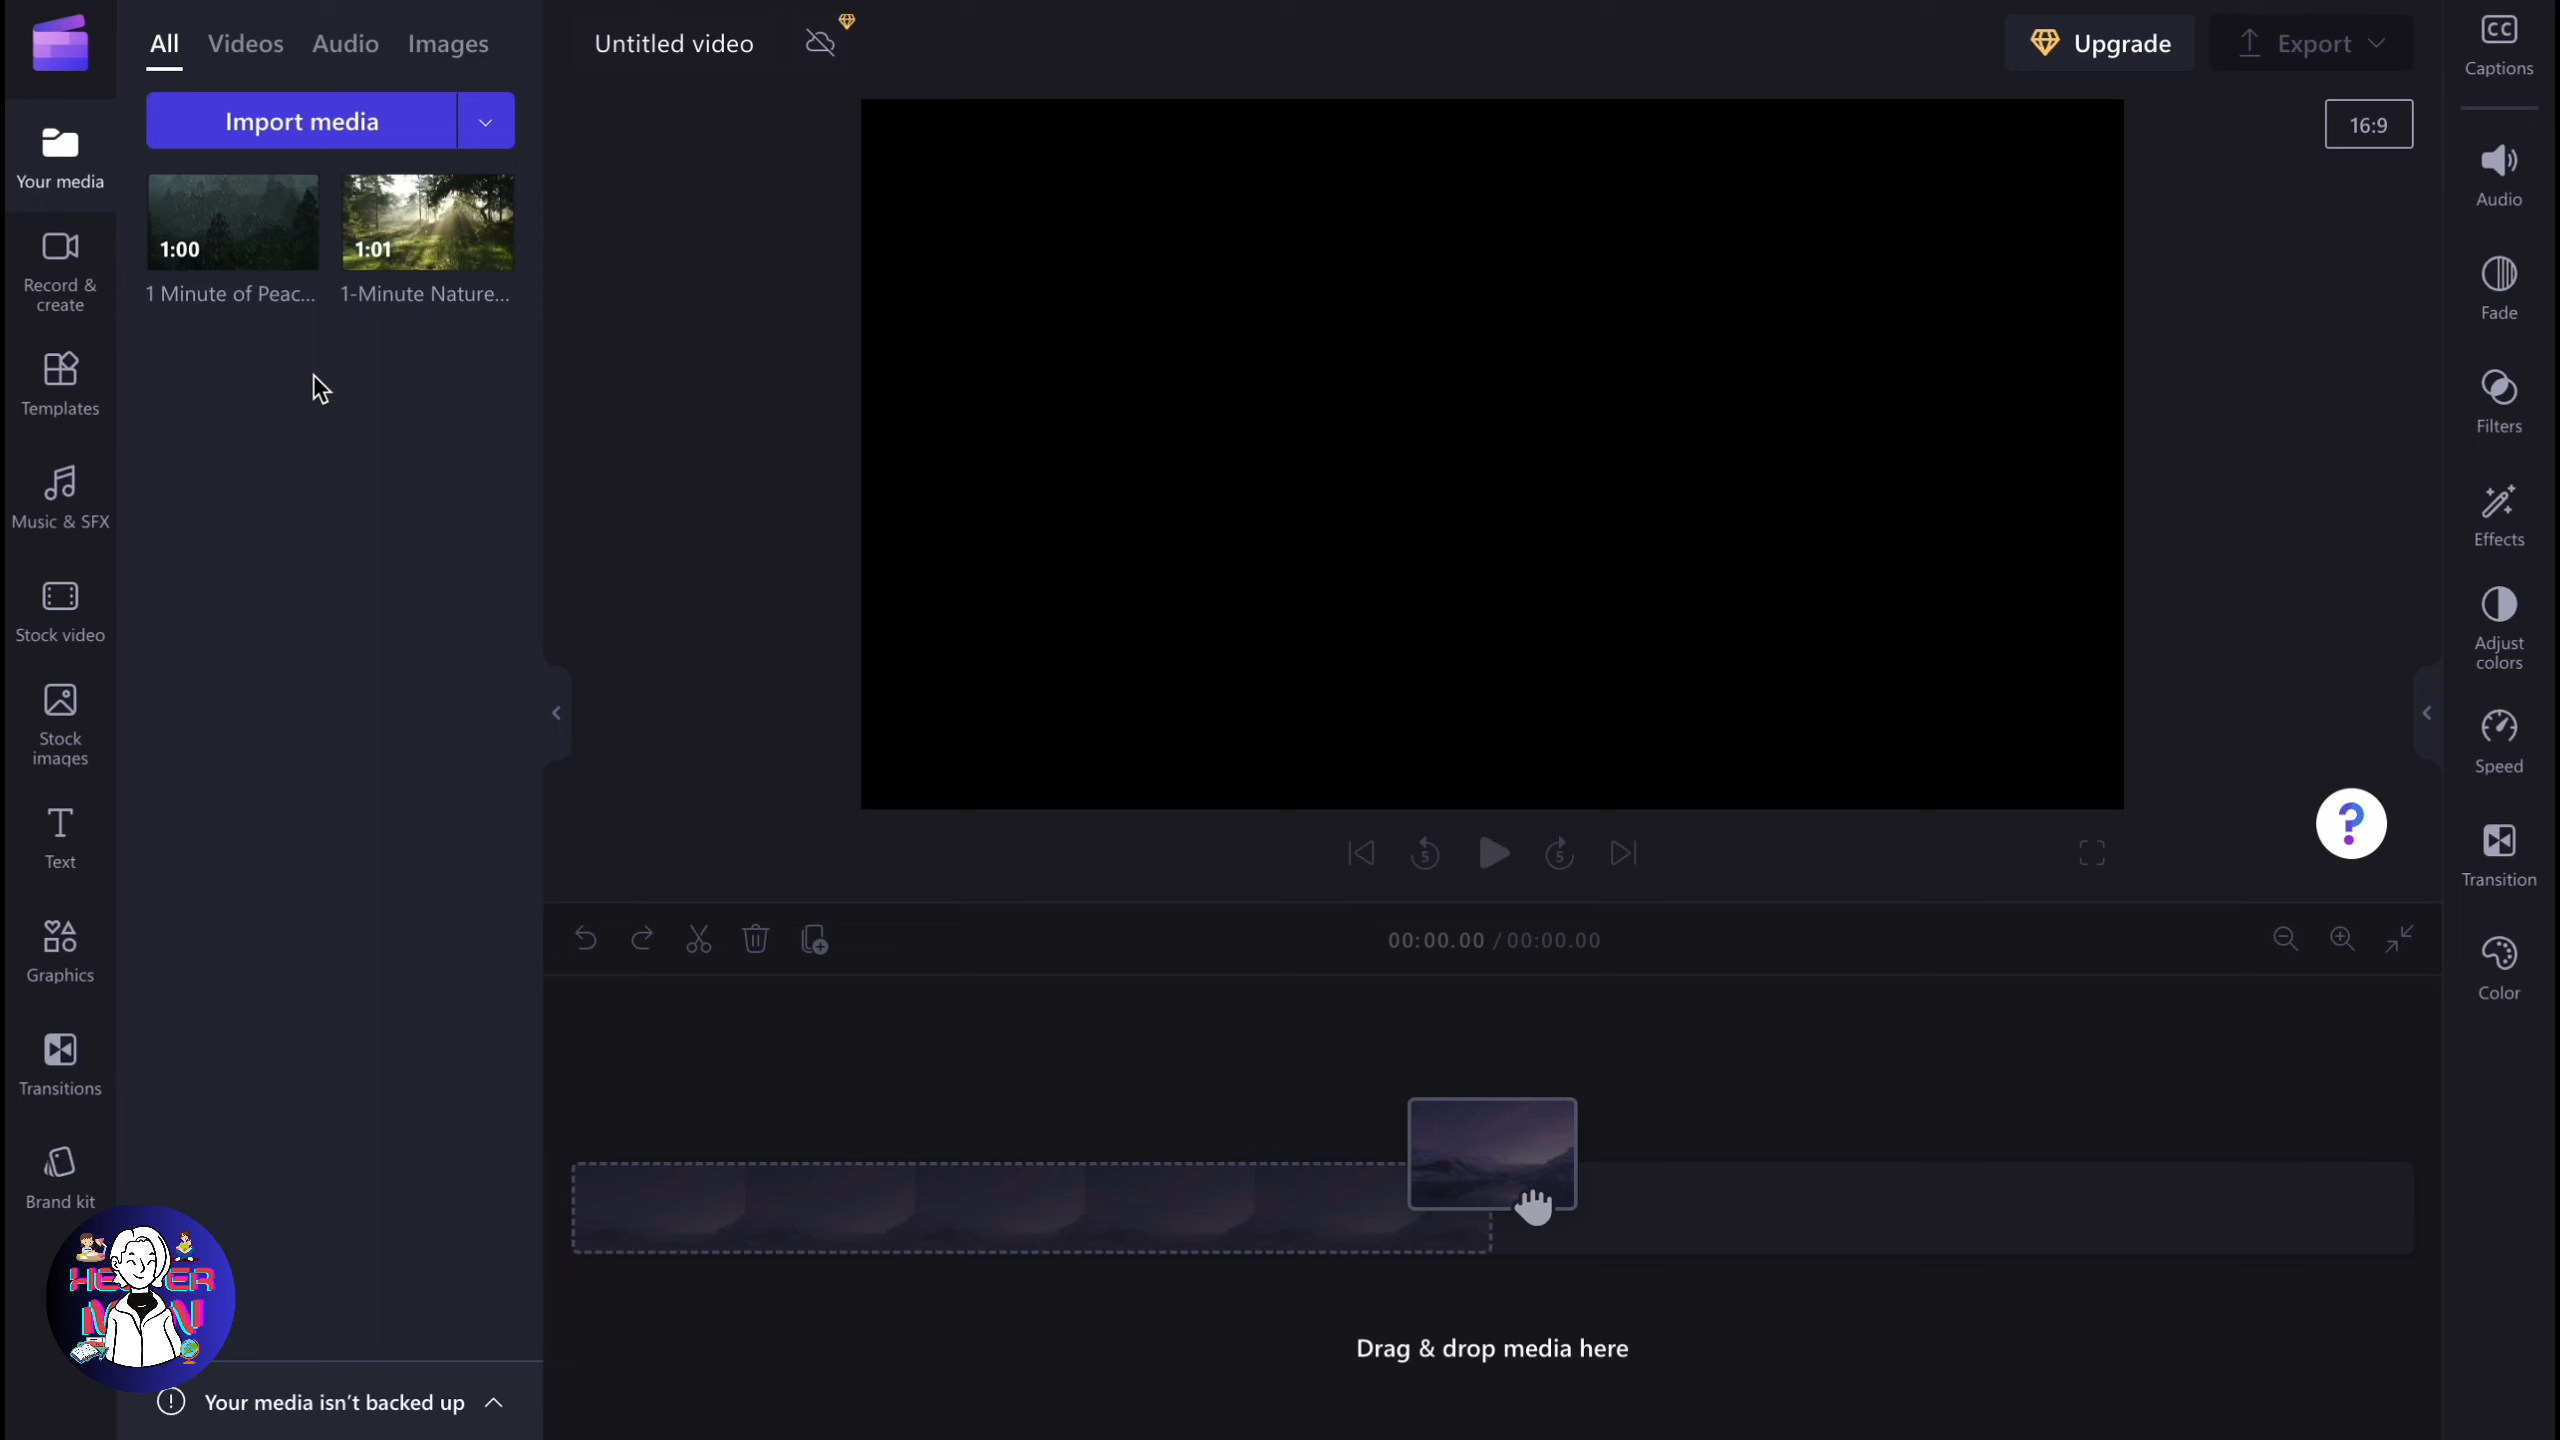 All
Videos
Audio
Images
Untitled video
Upgrade
Export
CC
Captions
Import media
16:9
Your media
1:00
1:01
1 Minute of Peac...
1-Minute Nature...
Record &
create
Templates
Music & SFX
Stock video
Stock
images
Text
Graphics
Transitions
Brand kit
Audio
Fade
Filters
Effects
Adjust
colors
Speed
Transition
Color
5
5
?
00:00.00 / 00:00.00
Drag & drop media here
Your media isn't backed up